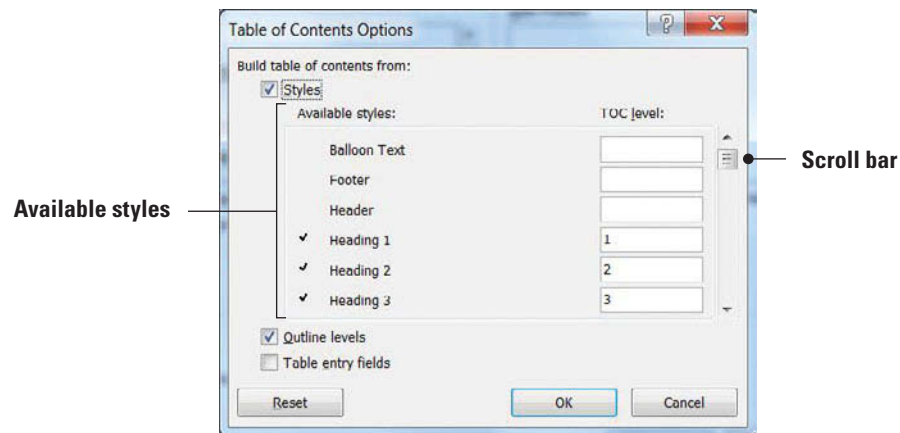 Table of Contents Options
Build table of contents from:
Styles
Available styles:
TOC level:
Balloon Text
Footer
Header
Heading 1
1
Heading 2
2
Heading 3
3
Outline levels
Table entry fields
Reset
OK
Cancel
Available styles
Scroll bar